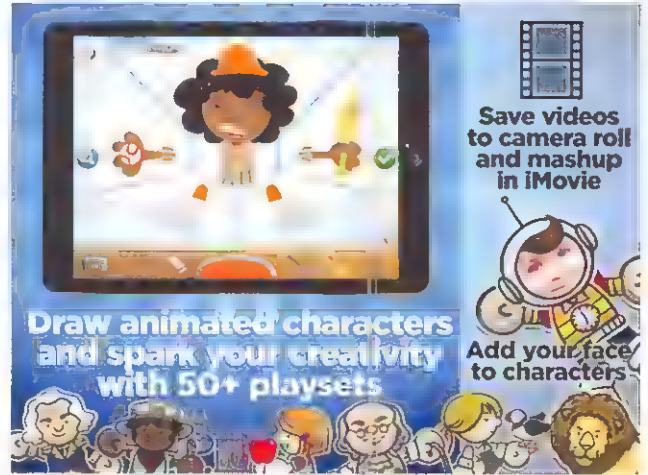 Draw animated characters
and spark your creativity
with 50+ playsets
Save videos
to camera roll
and mashup
in iMovie
Add your face
to characters